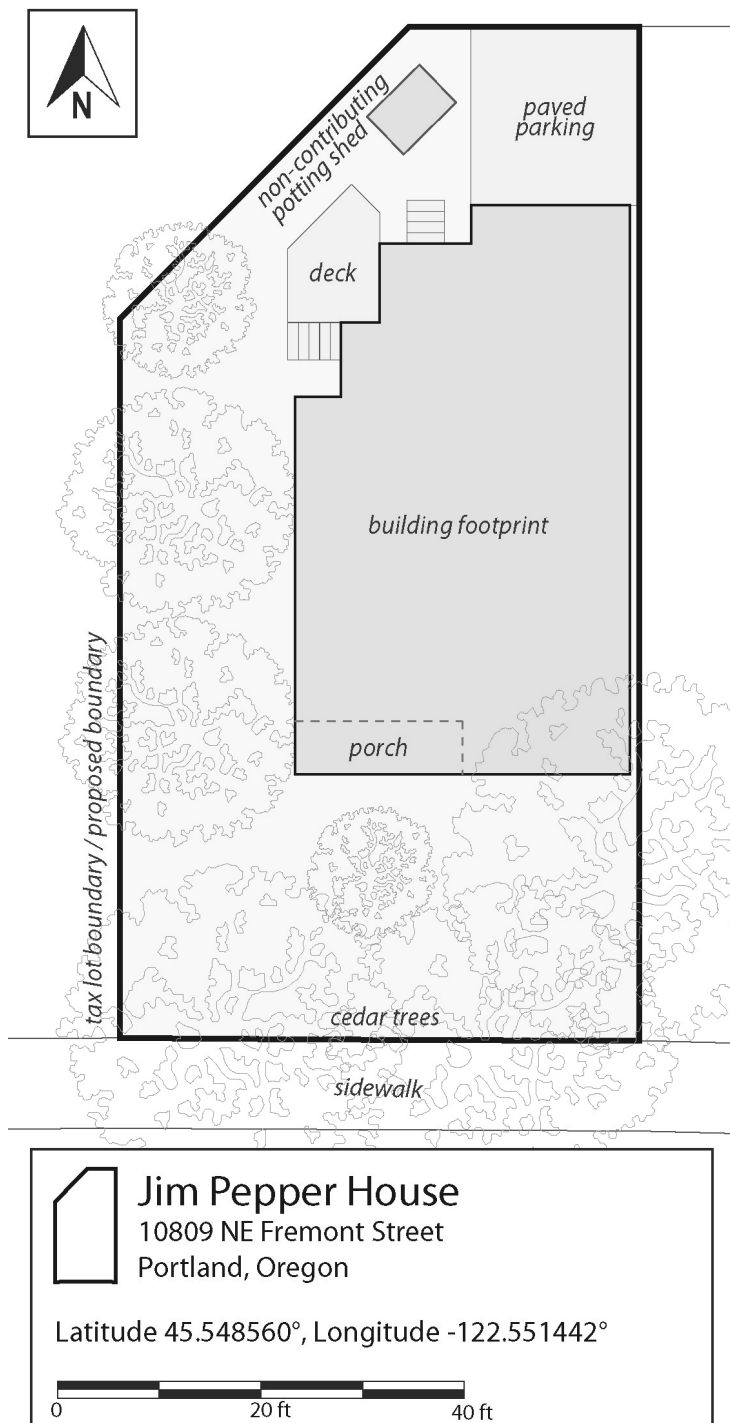 N
non-contributing
potting shed
paved
parking
deck
building footprint
porch
tax lot boundary / proposed boundary
cedar trees
sidewalk
Jim Pepper House
10809 NE Fremont Street
Portland, Oregon
Latitude 45.548560°, Longitude -122.551442°
0 20 ft 40 ft